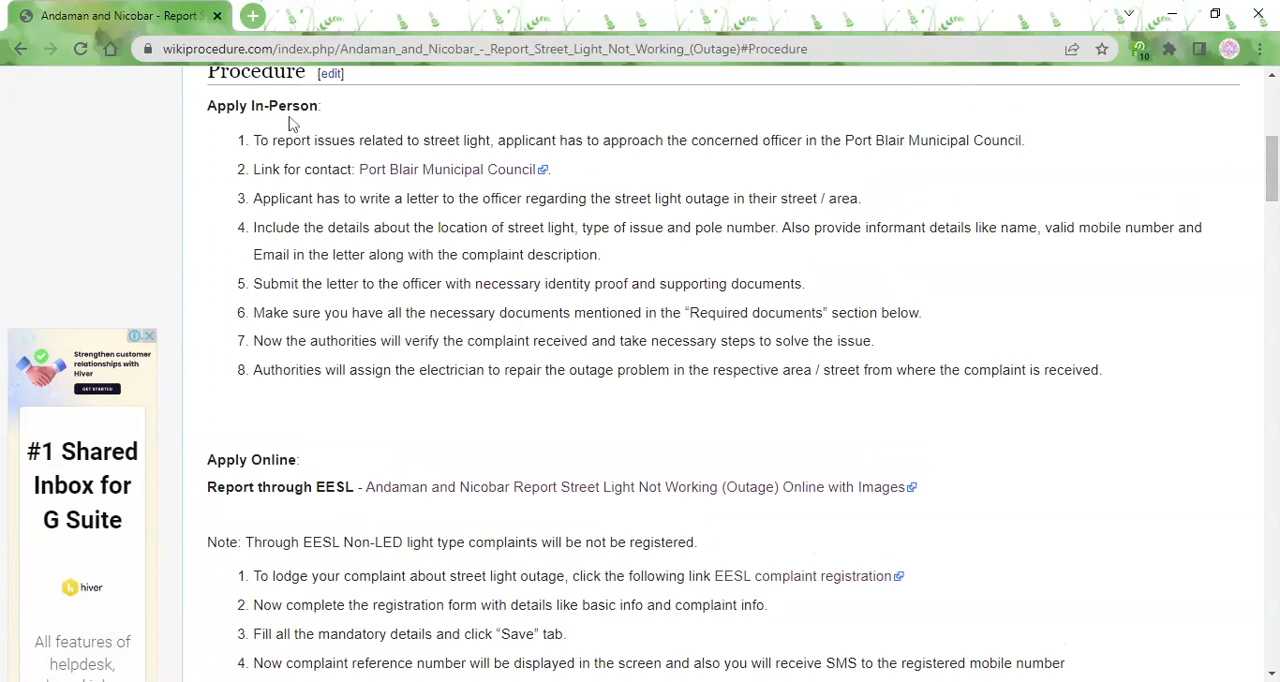 Andaman and Nicobar - Report S
wikiprocedure.com/index.php/Andaman_and_Nicobar_-_Report_Street_Light_Not_Working_(Outage)#Procedure
10
Procedure [edit]
Apply In-Person:
1. To report issues related to street light, applicant has to approach the concerned officer in the Port Blair Municipal Council.
2. Link for contact: Port Blair Municipal Council.
3. Applicant has to write a letter to the officer regarding the street light outage in their street / area.
4. Include the details about the location of street light, type of issue and pole number. Also provide informant details like name, valid mobile number and
Email in the letter along with the complaint description.
5. Submit the letter to the officer with necessary identity proof and supporting documents.
6. Make sure you have all the necessary documents mentioned in the “Required documents” section below.
7. Now the authorities will verify the complaint received and take necessary steps to solve the issue.
8. Authorities will assign the electrician to repair the outage problem in the respective area / street from where the complaint is received.
Apply Online:
Report through EESL - Andaman and Nicobar Report Street Light Not Working (Outage) Online with Images
Note: Through EESL Non-LED light type complaints will be not be registered.
1. To lodge your complaint about street light outage, click the following link EESL complaint registration
2. Now complete the registration form with details like basic info and complaint info.
3. Fill all the mandatory details and click “Save” tab.
4. Now complaint reference number will be displayed in the screen and also you will receive SMS to the registered mobile number
Strengthen customer
relationships with
Hiver
GET STARTED
#1 Shared
Inbox for
G Suite
hiver
All features of
helpdesk,